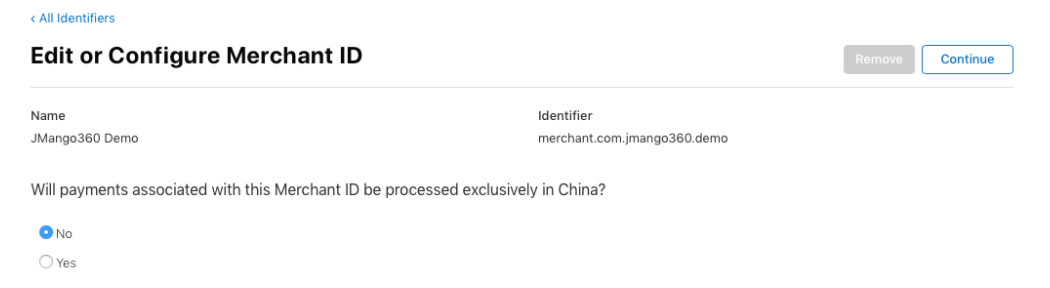 ‹ All Identifiers
Edit or Configure Merchant ID
Remove
Continue
Name
Identifier
JMango360 Demo
merchant.com.jmango360.demo
Will payments associated with this Merchant ID be processed exclusively in China?
No
Yes